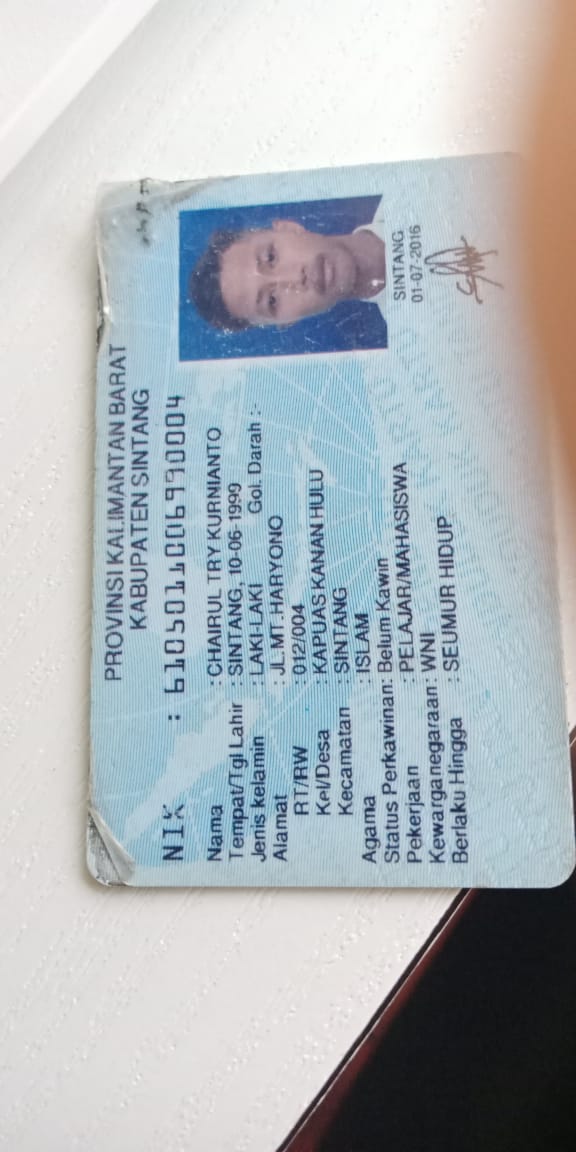 PROVINSI KALIMANTAN BARAT
KABUPATEN SINTANG
NIK : 6105011006990004
Nama : CHAIRUL TRY KURNIANTO
Tempat/Tgl Lahir : SINTANG, 10-06-1999
Jenis kelamin : LAKI-LAKI Gol. Darah :-
Alamat : JL.MT.HARYONO
RT/RW : 012/004
Kel/Desa : KAPUAS KANAN HULU
Kecamatan : SINTANG
Agama : ISLAM
Status Perkawinan: Belum Kawin
Pekerjaan : PELAJAR/MAHASISWA
Kewarganegaraan: WNI
Berlaku Hingga : SEUMUR HIDUP
SINTANG
01-07-2016